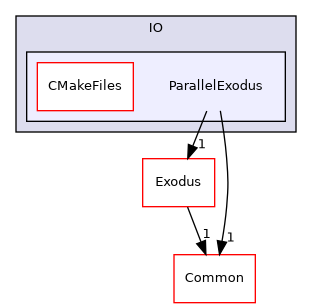 IO
CMakeFiles
ParallelExodus
1
Exodus
1
1
Common